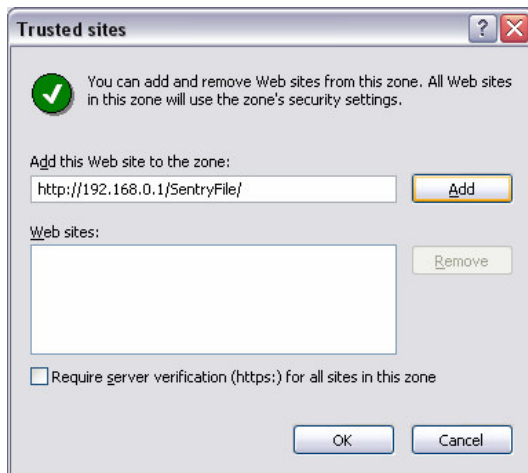 Trusted sites
You can add and remove Web sites from this zone. All Web sites
in this zone will use the zone's security settings.
Add this Web site to the zone:
http://192.168.0.1/SentryFile/
Add
Web sites:
Remove
Require server verification (https:) for all sites in this zone
OK
Cancel